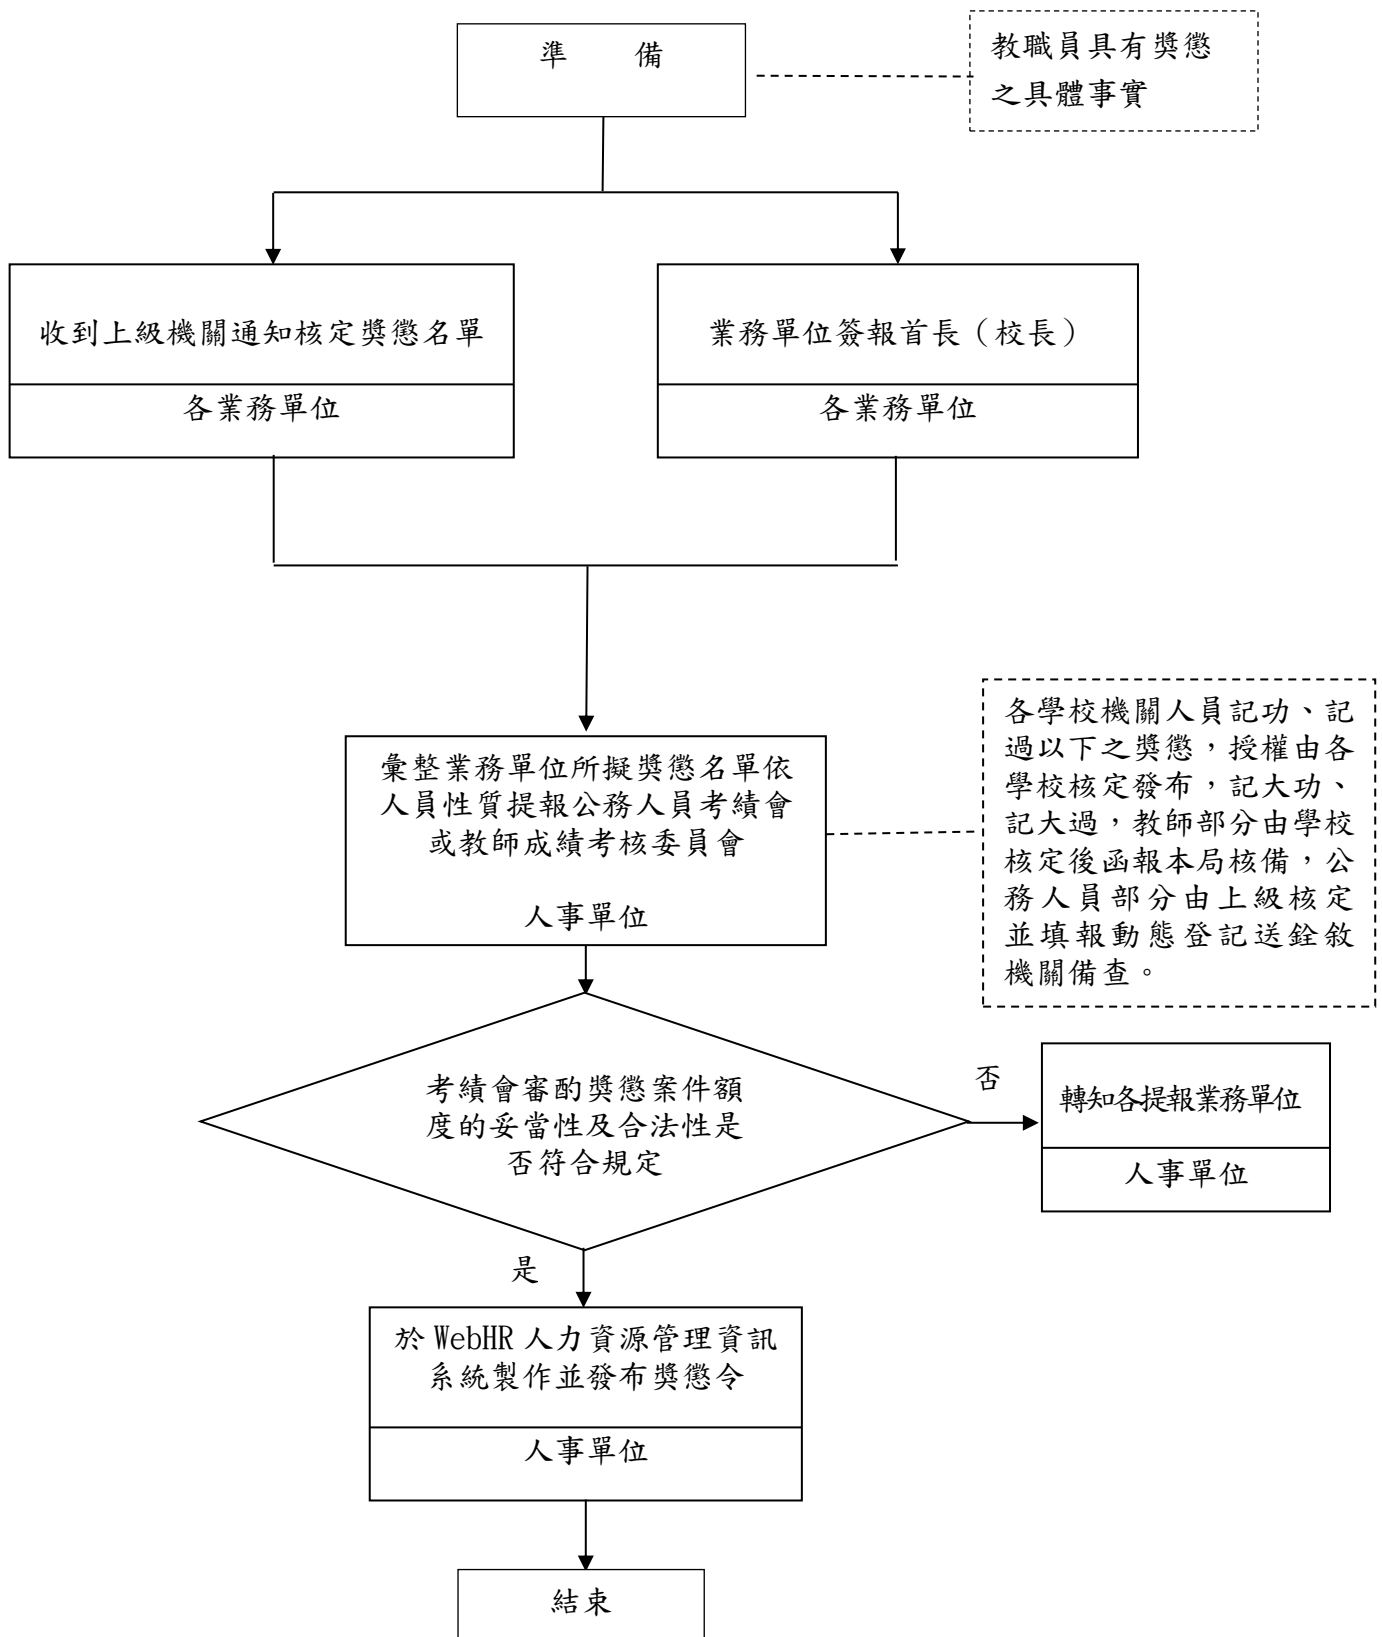 準　　備
教職員具有獎懲
之具體事實
收到上級機關通知核定獎懲名單
各業務單位
業務單位簽報首長（校長）
各業務單位
彙整業務單位所擬獎懲名單依
人員性質提報公務人員考績會
或教師成績考核委員會
人事單位
各學校機關人員記功、記
過以下之獎懲，授權由各
學校核定發布，記大功、
記大過，教師部分由學校
核定後函報本局核備，公
務人員部分由上級核定
並填報動態登記送銓敘
機關備查。
考績會審酌獎懲案件額
度的妥當性及合法性是
否符合規定
否
轉知各提報業務單位
人事單位
是
於 WebHR 人力資源管理資訊
系統製作並發布獎懲令
人事單位
結束